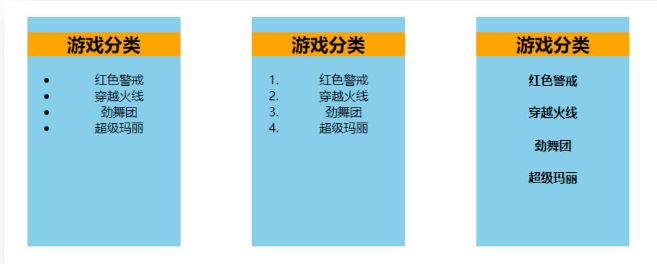 游戏分类
• 红色警戒
• 穿越火线
• 劲舞团
• 超级玛丽
游戏分类
1. 红色警戒
2. 穿越火线
3. 劲舞团
4. 超级玛丽
游戏分类
红色警戒
穿越火线
劲舞团
超级玛丽